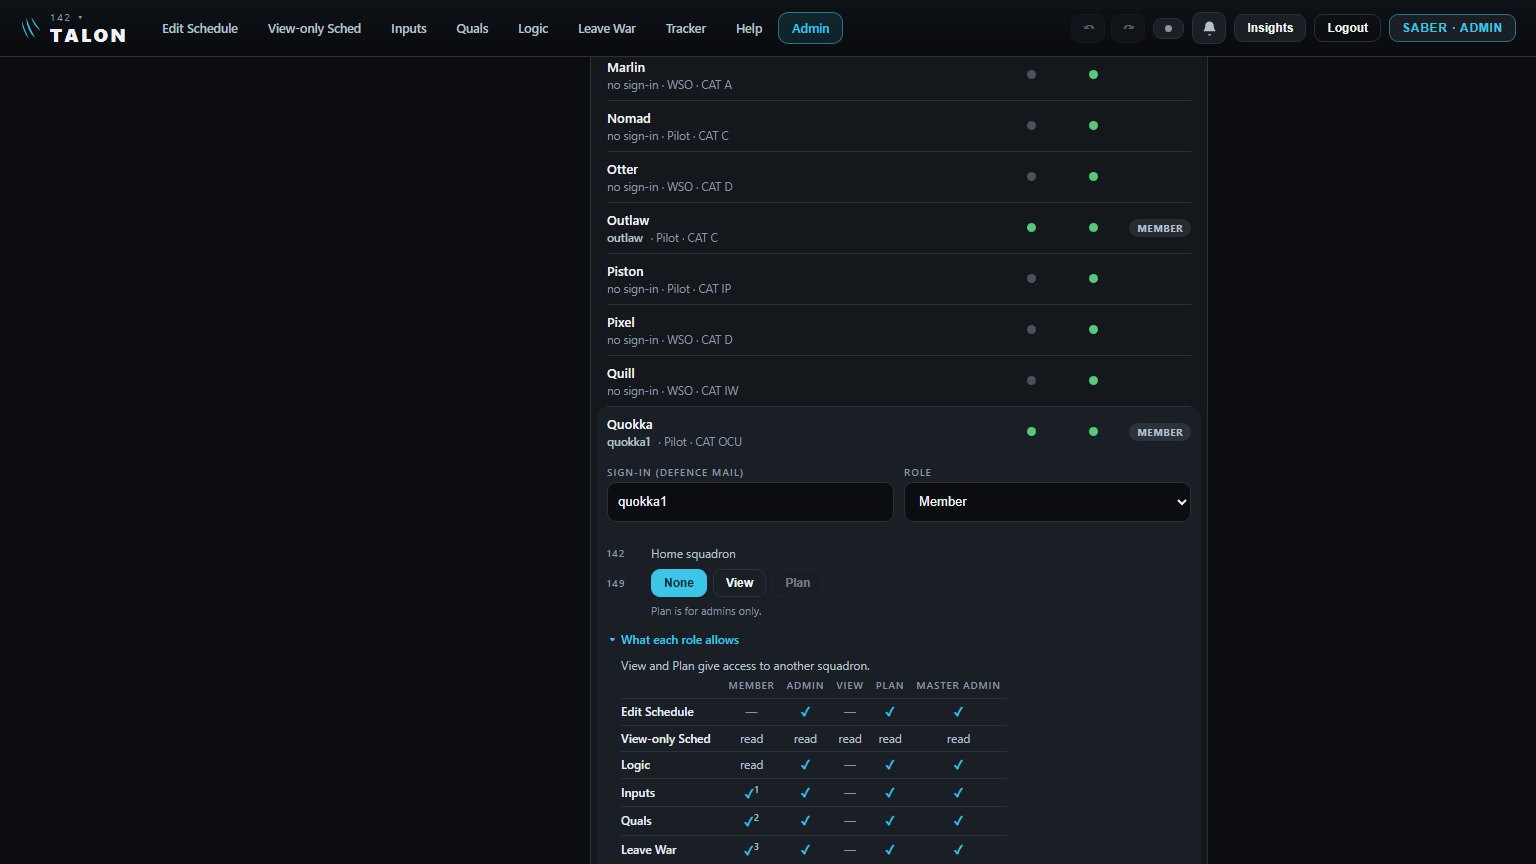 142 ▾
TALON
Edit Schedule View-only Sched Inputs Quals Logic Leave War Tracker Help Admin
Insights Logout SABER · ADMIN
Marlin
no sign-in · WSO · CAT A
Nomad
no sign-in · Pilot · CAT C
Otter
no sign-in · WSO · CAT D
Outlaw
outlaw · Pilot · CAT C
MEMBER
Piston
no sign-in · Pilot · CAT IP
Pixel
no sign-in · WSO · CAT D
Quill
no sign-in · WSO · CAT IW
Quokka
quokka1 · Pilot · CAT OCU
MEMBER
SIGN-IN (DEFENCE MAIL) ROLE
quokka1 Member
142 Home squadron
149 None View Plan
Plan is for admins only.
▾ What each role allows
View and Plan give access to another squadron.
MEMBER ADMIN VIEW PLAN MASTER ADMIN
Edit Schedule — ✓ — ✓ ✓
View-only Sched read read read read read
Logic read ✓ — ✓ ✓
Inputs ✓1 ✓ — ✓ ✓
Quals ✓2 ✓ — ✓ ✓
Leave War ✓3 ✓ — ✓ ✓